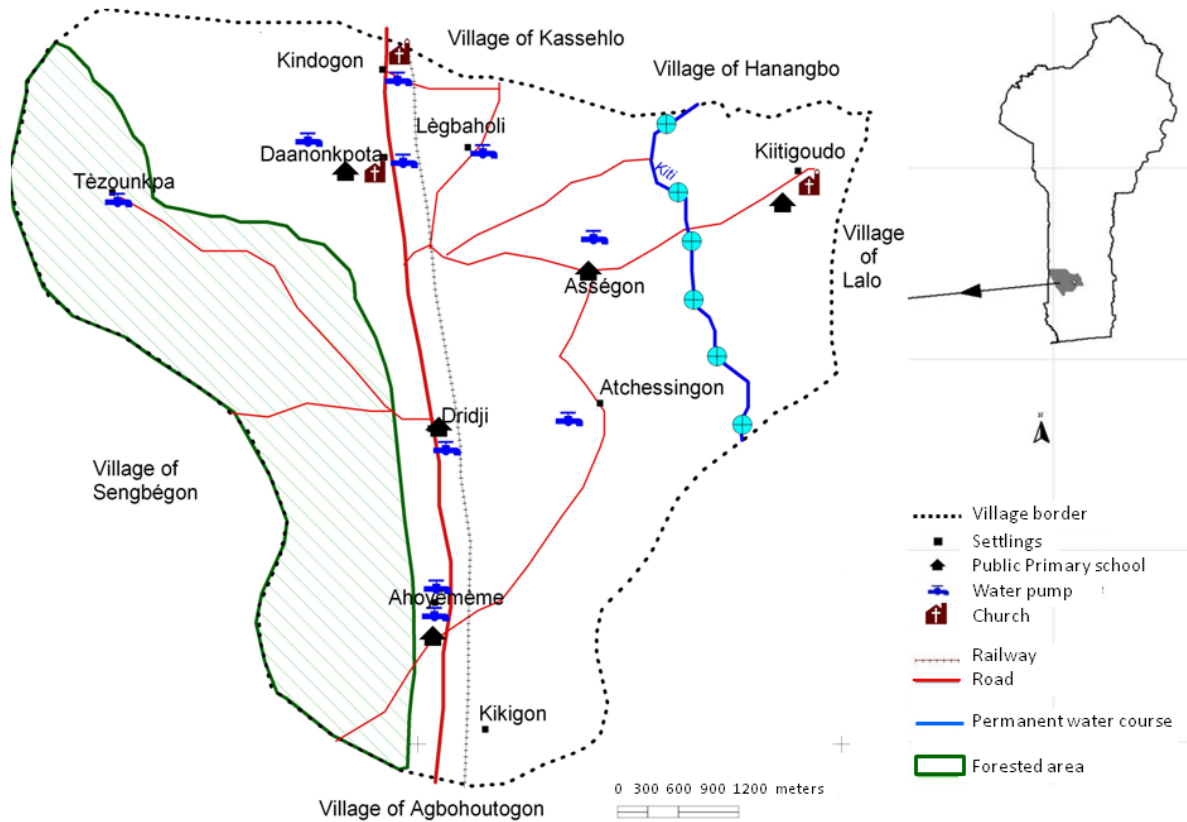 Village of Kassehlo
Kindogon
Village of Hanangbo
Lègbaholi
Daanonkpota
Kiti
Kiitigoudo
Tèzounkpa
Village
of
Lalo
Asségon
Atchessingon
Dridji
Village of
Sengbégon
Ahoyemème
Kikigon
Village of Agbohoutogon
0 300 600 900 1200 meters
Village border
Settlings
Public Primary school
Water pump
Church
Railway
Road
Permanent water course
Forested area